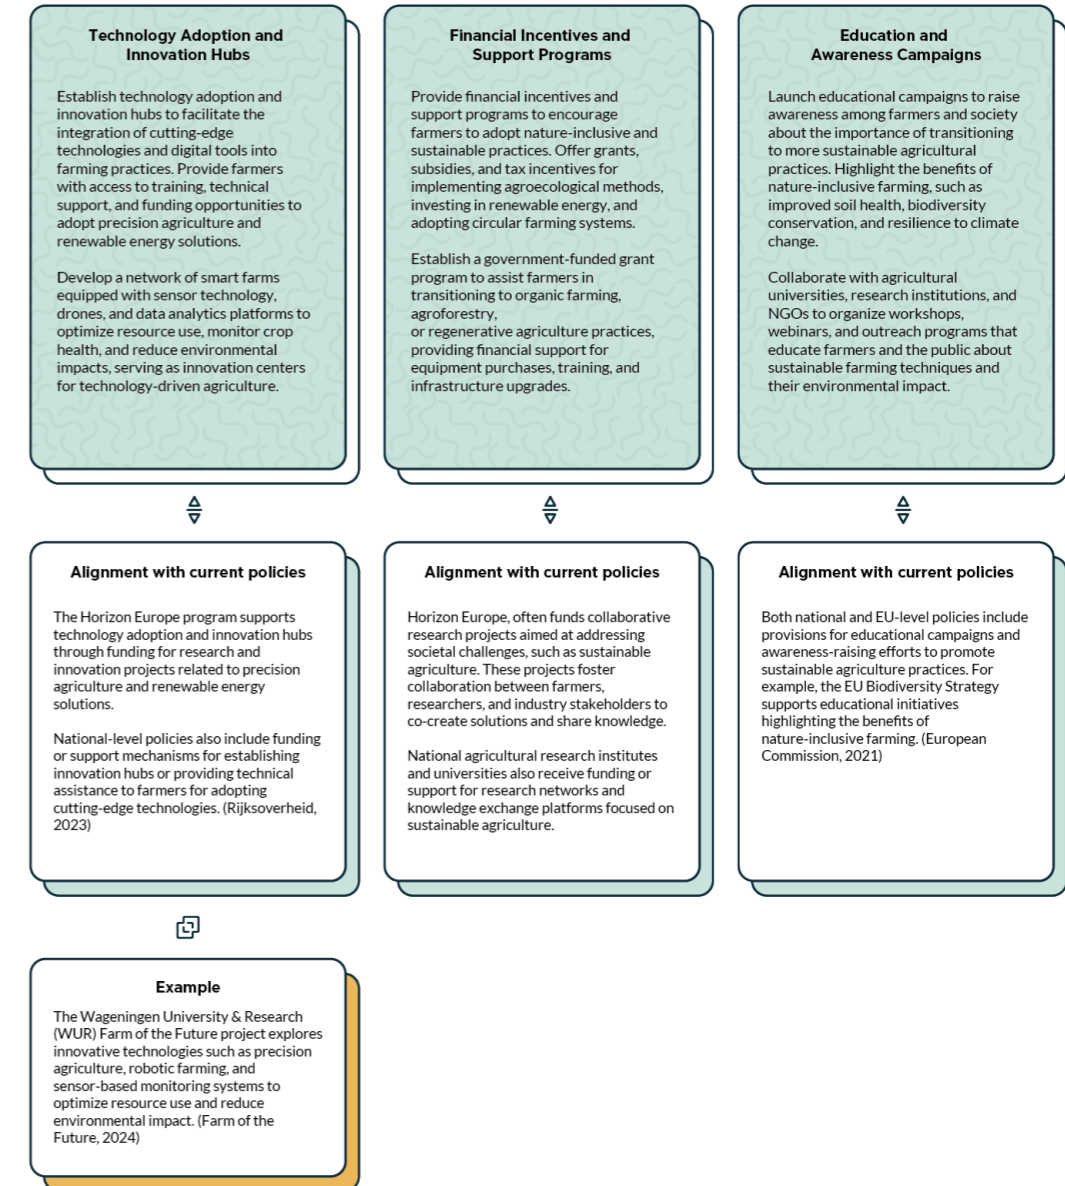 Technology Adoption and
Innovation Hubs
Establish technology adoption and
innovation hubs to facilitate the
integration of cutting-edge
technologies and digital tools into
farming practices. Provide farmers
with access to training, technical
support, and funding opportunities to
adopt precision agriculture and
renewable energy solutions.
Develop a network of smart farms
equipped with sensor technology,
drones, and data analytics platforms to
optimize resource use, monitor crop
health, and reduce environmental
impacts, serving as innovation centers
for technology-driven agriculture.
Financial Incentives and
Support Programs
Provide financial incentives and
support programs to encourage
farmers to adopt nature-inclusive and
sustainable practices. Offer grants,
subsidies, and tax incentives for
implementing agroecological methods,
investing in renewable energy, and
adopting circular farming systems.
Establish a government-funded grant
program to assist farmers in
transitioning to organic farming,
agroforestry,
or regenerative agriculture practices,
providing financial support for
equipment purchases, training, and
infrastructure upgrades.
Education and
Awareness Campaigns
Launch educational campaigns to raise
awareness among farmers and society
about the importance of transitioning
to more sustainable agricultural
practices. Highlight the benefits of
nature-inclusive farming, such as
improved soil health, biodiversity
conservation, and resilience to climate
change.
Collaborate with agricultural
universities, research institutions, and
NGOs to organize workshops,
webinars, and outreach programs that
educate farmers and the public about
sustainable farming techniques and
their environmental impact.
Alignment with current policies
The Horizon Europe program supports
technology adoption and innovation hubs
through funding for research and
innovation projects related to precision
agriculture and renewable energy
solutions.
National-level policies also include funding
or support mechanisms for establishing
innovation hubs or providing technical
assistance to farmers for adopting
cutting-edge technologies. (Rijksoverheid,
2023)
Alignment with current policies
Horizon Europe, often funds collaborative
research projects aimed at addressing
societal challenges, such as sustainable
agriculture. These projects foster
collaboration between farmers,
researchers, and industry stakeholders to
co-create solutions and share knowledge.
National agricultural research institutes
and universities also receive funding or
support for research networks and
knowledge exchange platforms focused on
sustainable agriculture.
Alignment with current policies
Both national and EU-level policies include
provisions for educational campaigns and
awareness-raising efforts to promote
sustainable agriculture practices. For
example, the EU Biodiversity Strategy
supports educational initiatives
highlighting the benefits of
nature-inclusive farming. (European
Commission, 2021)
Example
The Wageningen University & Research
(WUR) Farm of the Future project explores
innovative technologies such as precision
agriculture, robotic farming, and
sensor-based monitoring systems to
optimize resource use and reduce
environmental impact. (Farm of the
Future, 2024)